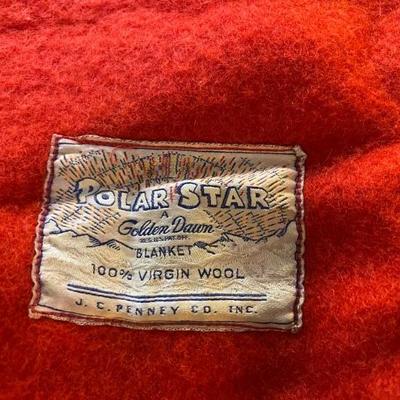 POLAR STAR
A
Golden Dawn
REG. U.S. PAT. OFF.
BLANKET
100% VIRGIN WOOL
J. C. PENNEY CO. INC.